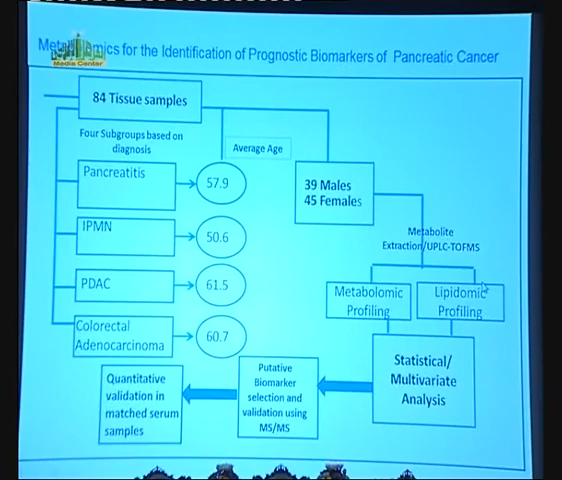 Metabolomics for the Identification of Prognostic Biomarkers of Pancreatic Cancer
Media Center
84 Tissue samples
Four Subgroups based on
diagnosis
Average Age
Pancreatitis
57.9
IPMN
50.6
PDAC
61.5
Colorectal
Adenocarcinoma
60.7
39 Males
45 Females
Metabolite
Extraction/UPLC-TOFMS
Metabolomic
Profiling
Lipidomic
Profiling
Statistical/
Multivariate
Analysis
Putative
Biomarker
selection and
validation using
MS/MS
Quantitative
validation in
matched serum
samples